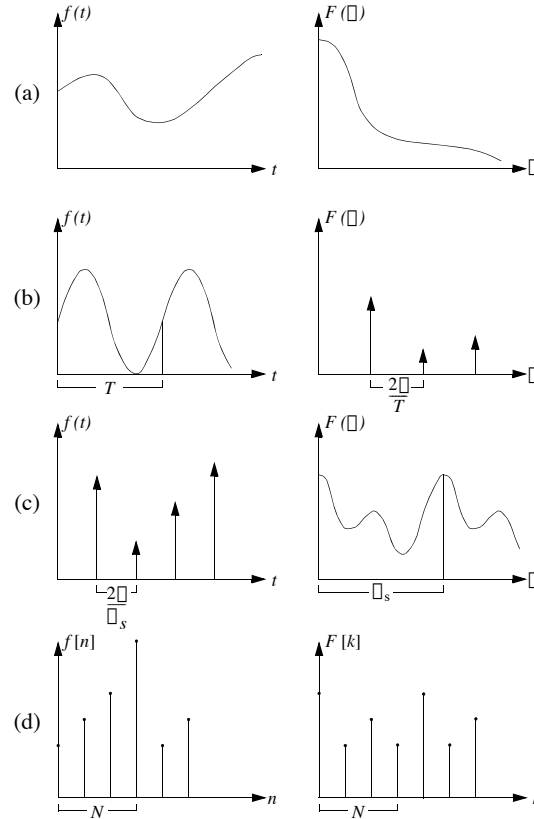 f(t)
F(□)
(a)
t
□
f(t)
F(□)
(b)
t
□
T
2□
T
f(t)
F(□)
(c)
t
□
2□
□s
□s
f[n]
F[k]
(d)
n
N
N